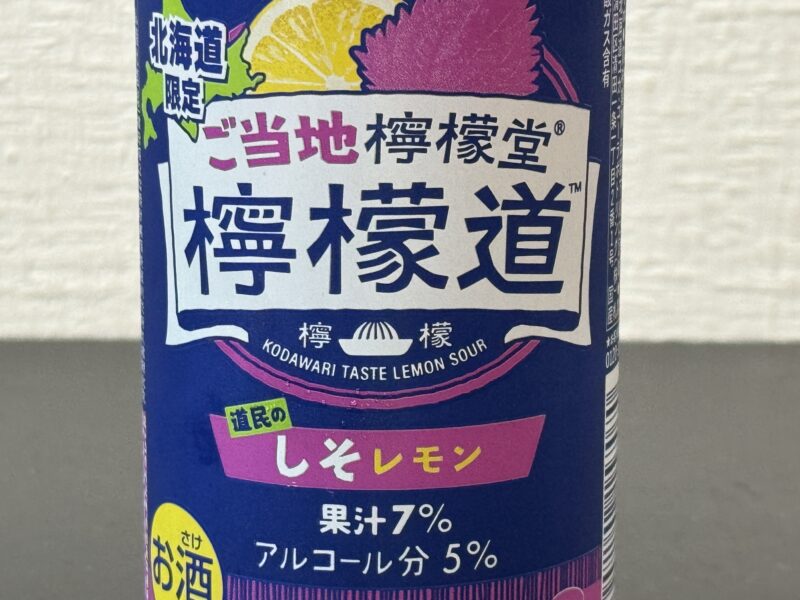 北海道
限定
ご当地檸檬堂®
檸檬道™
檸 檬
KODAWARI TASTE LEMON SOUR
道民の
しそレモン
果汁7%
アルコール分 5%
さけ
お酒